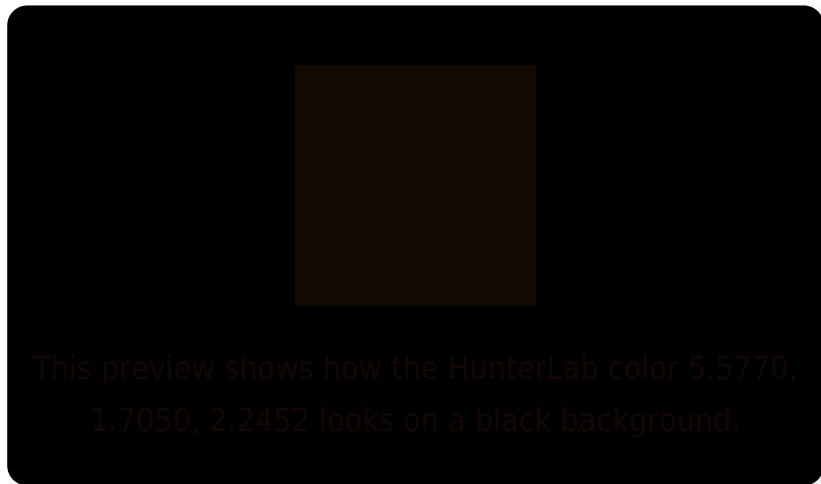 This preview shows how the HunterLab color 5.5770,
1.7050, 2.2452 looks on a black background.